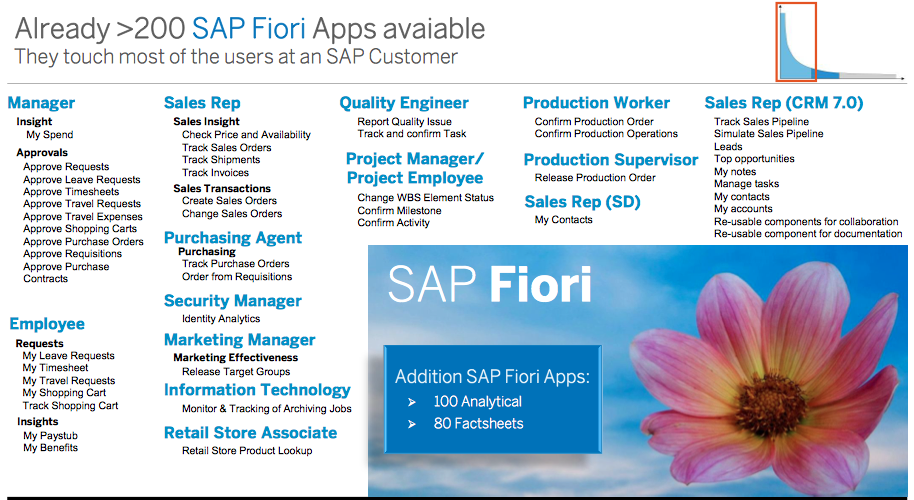 Already >200 SAP Fiori Apps avaiable
They touch most of the users at an SAP Customer
Manager
Insight
My Spend
Approvals
Approve Requests
Approve Leave Requests
Approve Timesheets
Approve Travel Requests
Approve Travel Expenses
Approve Shopping Carts
Approve Purchase Orders
Approve Requisitions
Approve Purchase
Contracts
Employee
Requests
My Leave Requests
My Timesheet
My Travel Requests
My Shopping Cart
Track Shopping Cart
Insights
My Paystub
My Benefits
Sales Rep
Sales Insight
Check Price and Availability
Track Sales Orders
Track Shipments
Track Invoices
Sales Transactions
Create Sales Orders
Change Sales Orders
Purchasing Agent
Purchasing
Track Purchase Orders
Order from Requisitions
Security Manager
Identity Analytics
Marketing Manager
Marketing Effectiveness
Release Target Groups
Information Technology
Monitor & Tracking of Archiving Jobs
Retail Store Associate
Retail Store Product Lookup
Quality Engineer
Report Quality Issue
Track and confirm Task
Project Manager/
Project Employee
Change WBS Element Status
Confirm Milestone
Confirm Activity
Production Worker
Confirm Production Order
Confirm Production Operations
Production Supervisor
Release Production Order
Sales Rep (SD)
My Contacts
Sales Rep (CRM 7.0)
Track Sales Pipeline
Simulate Sales Pipeline
Leads
Top opportunities
My notes
Manage tasks
My contacts
My accounts
Re-usable components for collaboration
Re-usable component for documentation
SAP Fiori
Addition SAP Fiori Apps:
➢ 100 Analytical
➢ 80 Factsheets